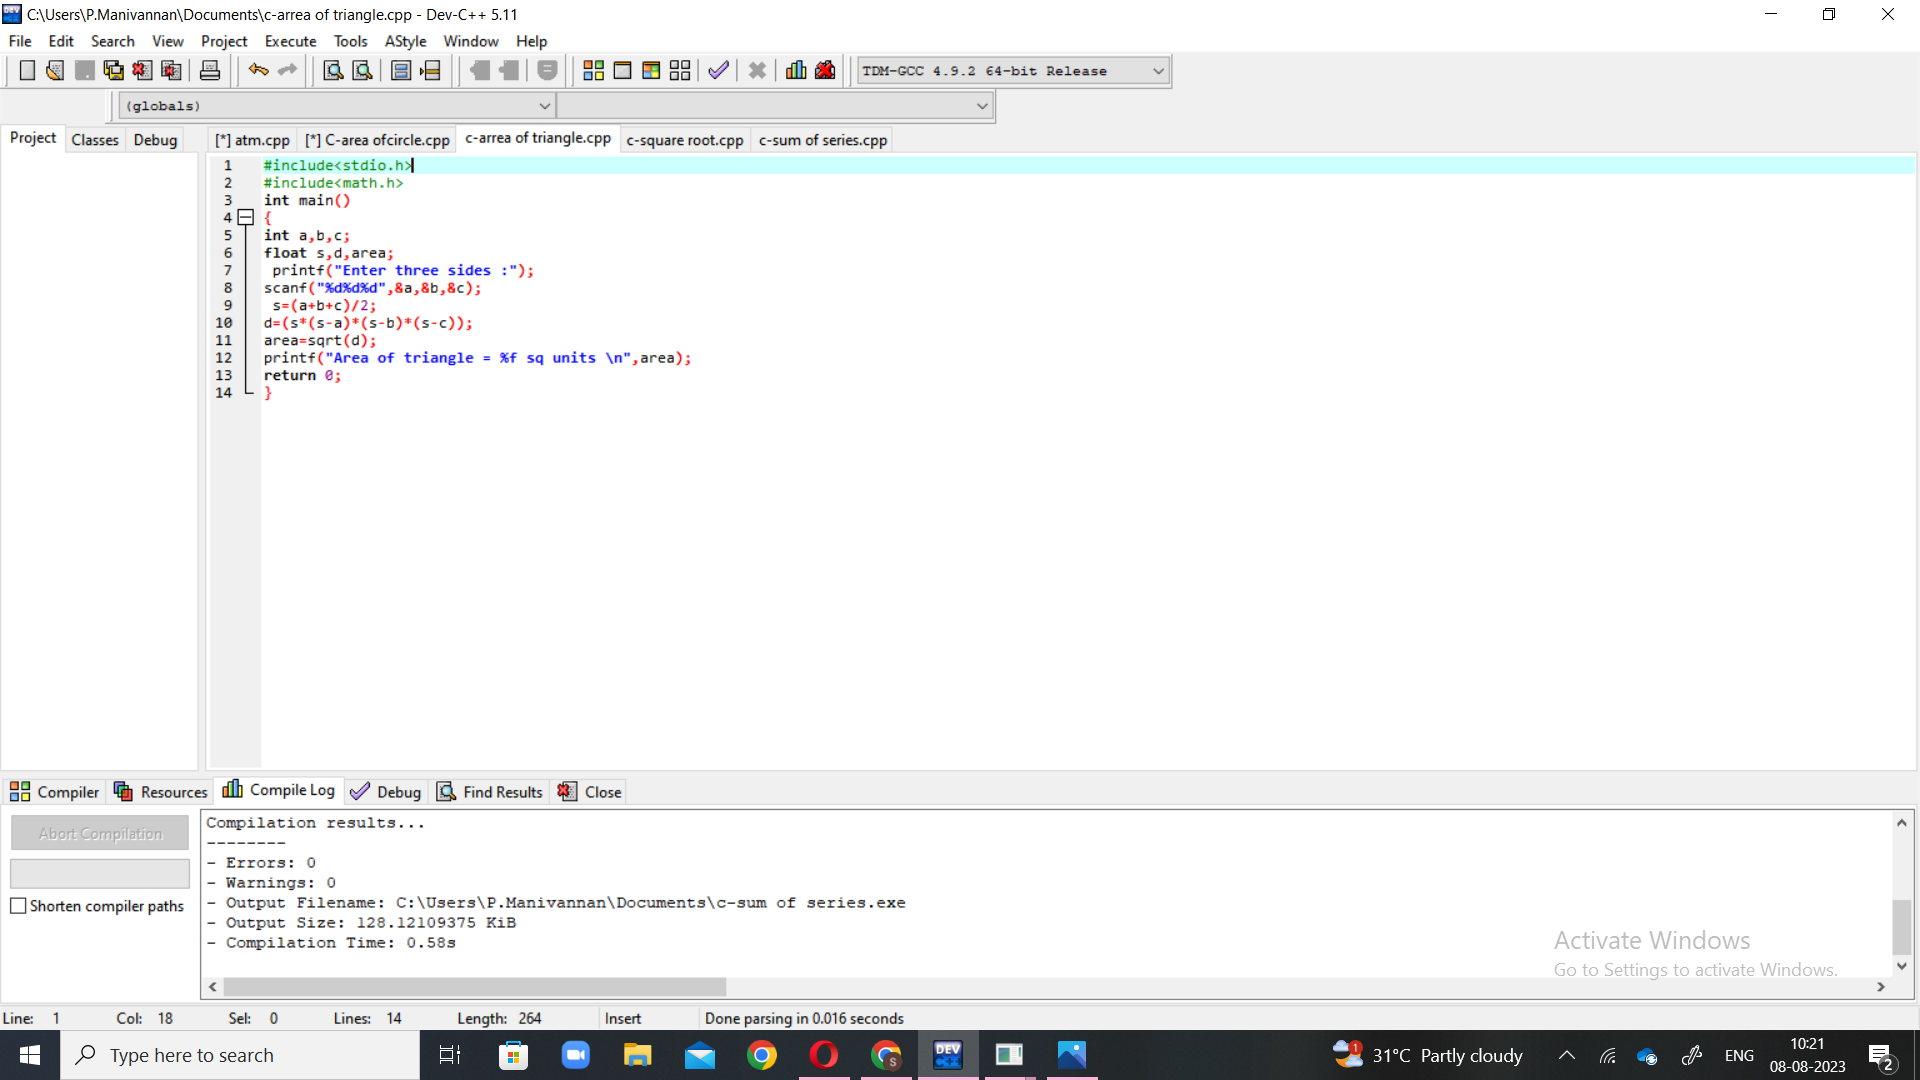 C:\Users\P.Manivannan\Documents\c-arrea of triangle.cpp - Dev-C++ 5.11
File Edit Search View Project Execute Tools AStyle Window Help
TDM-GCC 4.9.2 64-bit Release
(globals)
Project Classes Debug [*] atm.cpp [*] C-area ofcircle.cpp c-arrea of triangle.cpp c-square root.cpp c-sum of series.cpp
1 #include<stdio.h>
2 #include<math.h>
3 int main()
4 {
5 int a,b,c;
6 float s,d,area;
7 printf("Enter three sides :");
8 scanf("%d%d%d",&a,&b,&c);
9 s=(a+b+c)/2;
10 d=(s*(s-a)*(s-b)*(s-c));
11 area=sqrt(d);
12 printf("Area of triangle = %f sq units \n",area);
13 return 0;
14 }
Compiler Resources Compile Log Debug Find Results Close
Abort Compilation
Shorten compiler paths
Compilation results...
--------
- Errors: 0
- Warnings: 0
- Output Filename: C:\Users\P.Manivannan\Documents\c-sum of series.exe
- Output Size: 128.12109375 KiB
- Compilation Time: 0.58s
Activate Windows
Go to Settings to activate Windows.
Line: 1 Col: 18 Sel: 0 Lines: 14 Length: 264 Insert Done parsing in 0.016 seconds
Type here to search
DEV C++
S
1
31°C Partly cloudy
ENG
10:21
08-08-2023
2